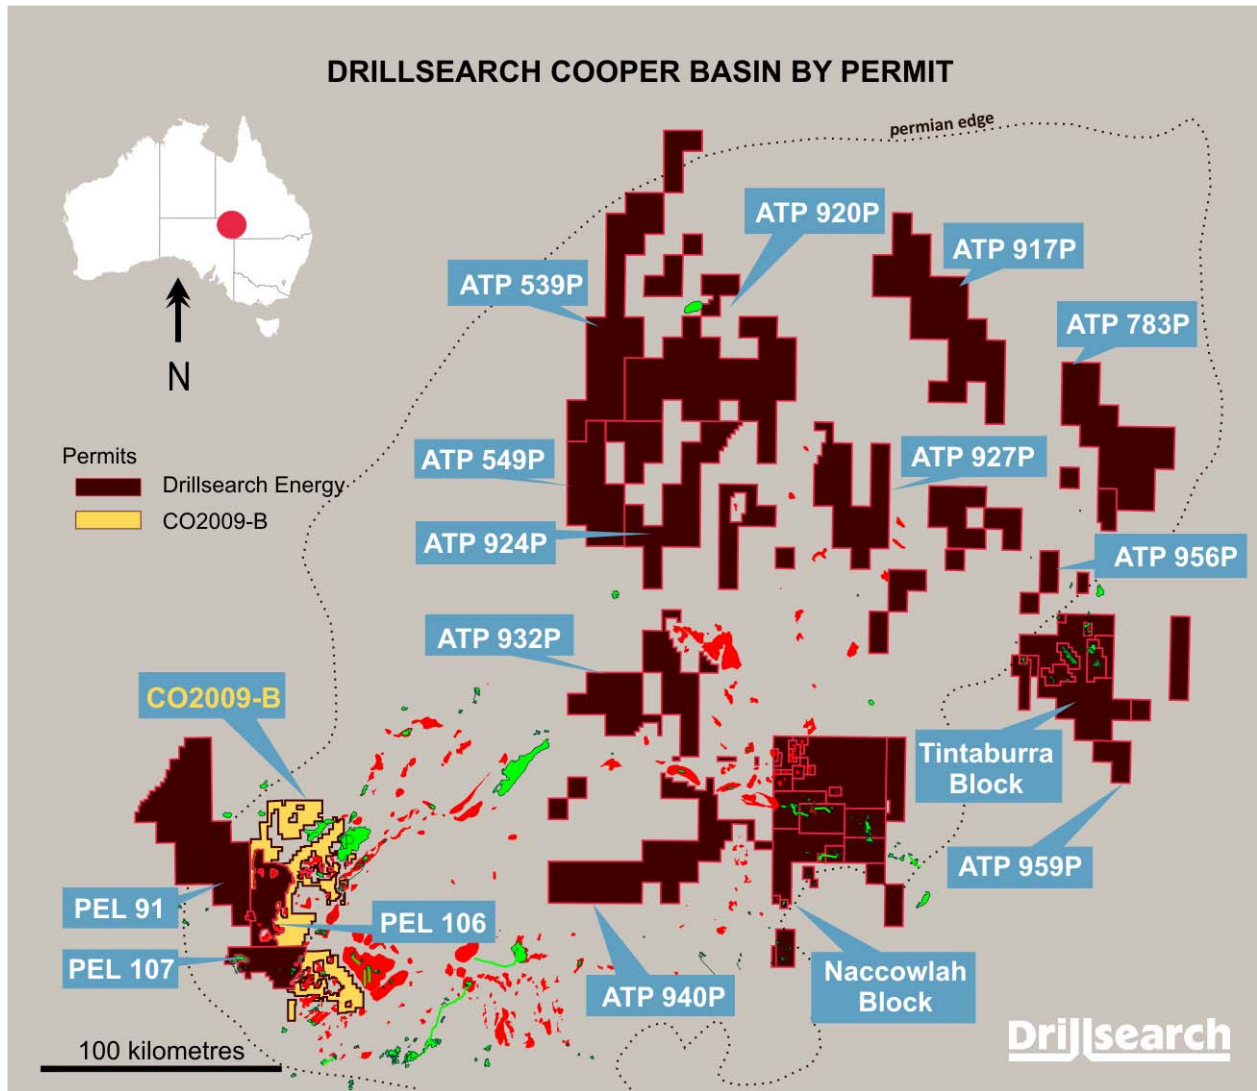 DRILLSEARCH COOPER BASIN BY PERMIT
permian edge
ATP 920P
ATP 917P
ATP 539P
ATP 783P
N
Permits
Drillsearch Energy
CO2009-B
ATP 549P
ATP 927P
ATP 924P
ATP 956P
ATP 932P
CO2009-B
Tintaburra
Block
ATP 959P
PEL 91
PEL 106
PEL 107
Naccowlah
Block
ATP 940P
100 kilometres
Drillsearch